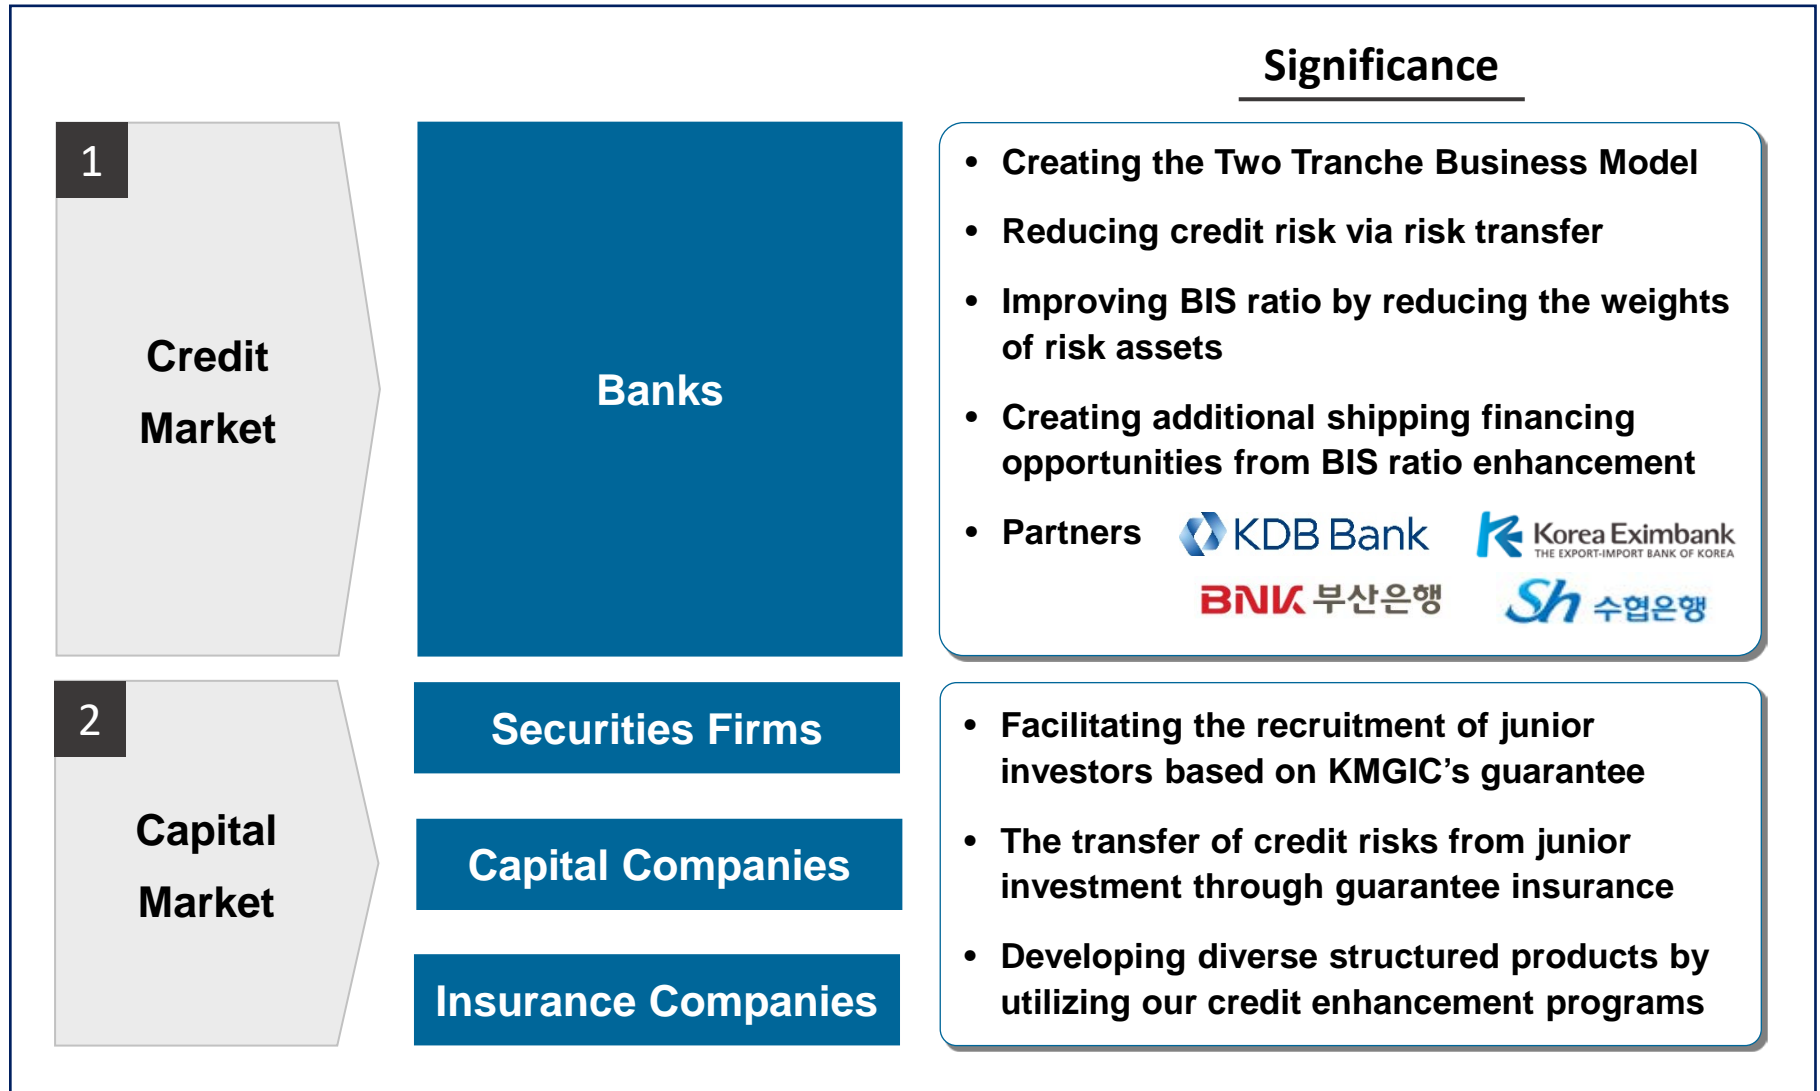 Significance
1
Credit
Market
Banks
• Creating the Two Tranche Business Model
• Reducing credit risk via risk transfer
• Improving BIS ratio by reducing the weights
of risk assets
• Creating additional shipping financing
opportunities from BIS ratio enhancement
• Partners
KDB Bank
Korea Eximbank
THE EXPORT-IMPORT BANK OF KOREA
BNK 부산은행
Sh 수협은행
2
Capital
Market
Securities Firms
Capital Companies
Insurance Companies
• Facilitating the recruitment of junior
investors based on KMGIC’s guarantee
• The transfer of credit risks from junior
investment through guarantee insurance
• Developing diverse structured products by
utilizing our credit enhancement programs